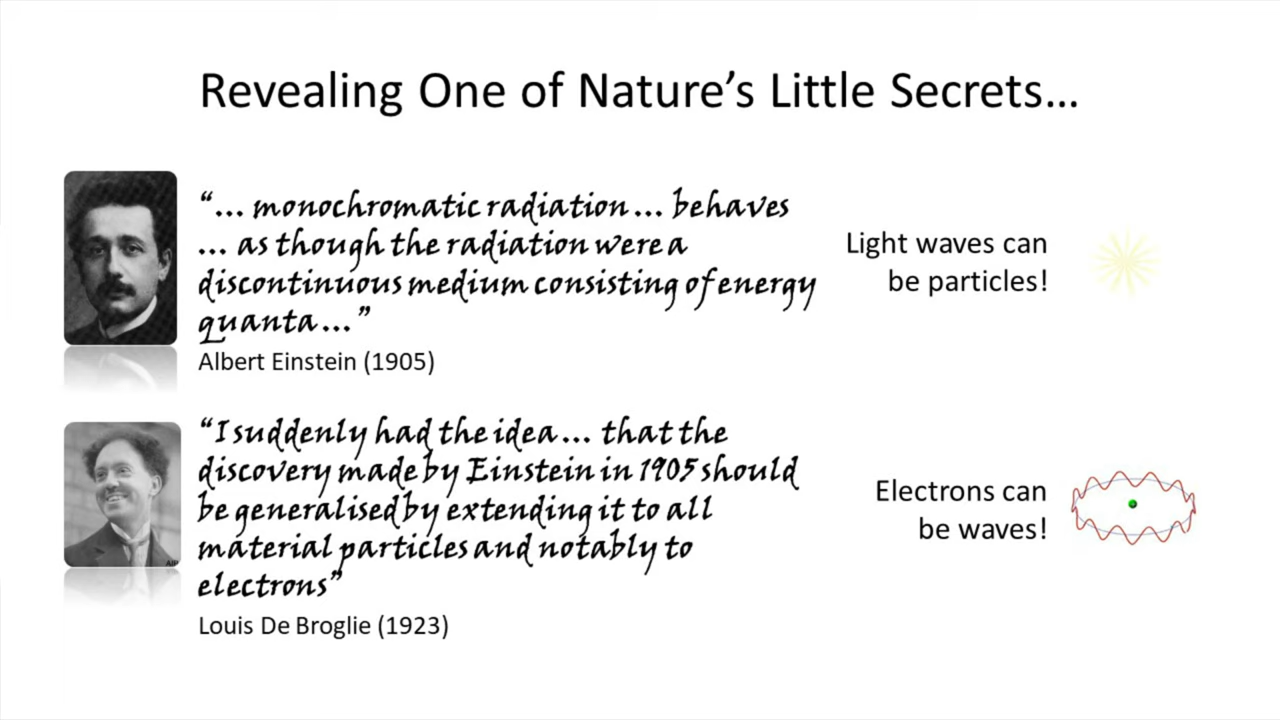 Revealing One of Nature’s Little Secrets...
“... monochromatic radiation ... behaves
... as though the radiation were a
discontinuous medium consisting of energy
quanta ...”
Albert Einstein (1905)
Light waves can
be particles!
“I suddenly had the idea ... that the
discovery made by Einstein in 1905 should
be generalised by extending it to all
material particles and notably to
electrons”
Louis De Broglie (1923)
Electrons can
be waves!